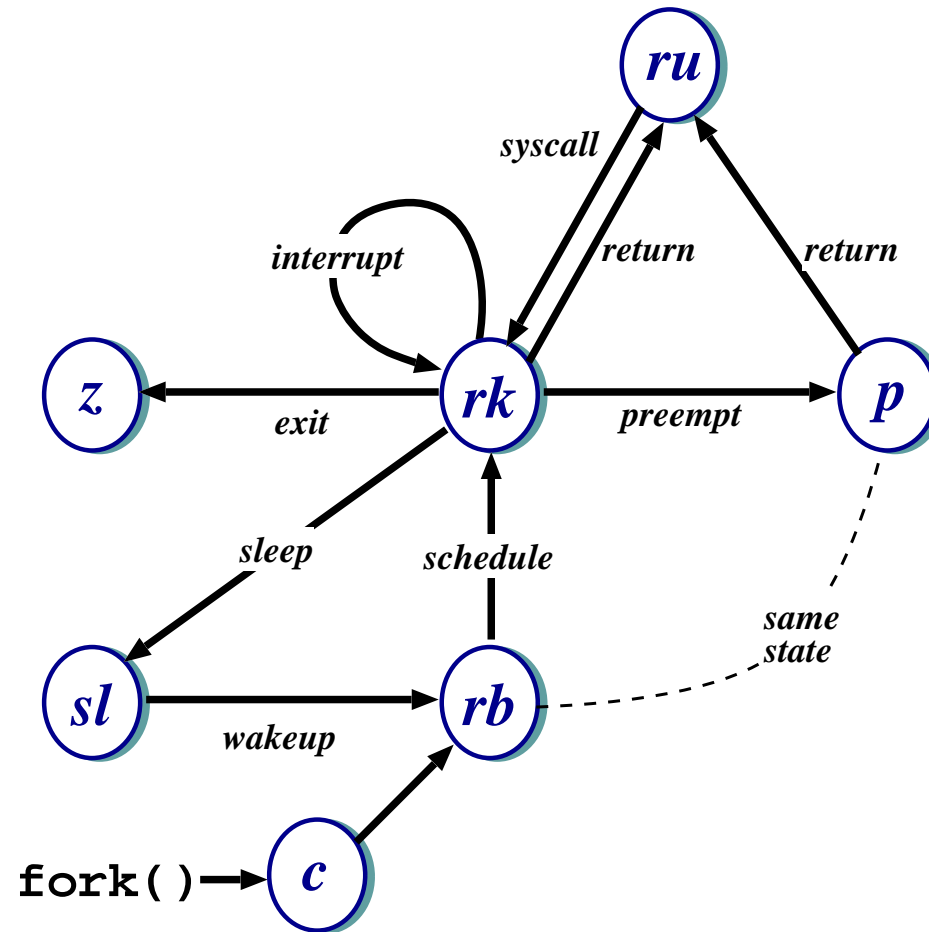 ru
syscall
interrupt
return
return
z
rk
p
exit
preempt
sleep
schedule
same
state
sl
rb
wakeup
fork()
c